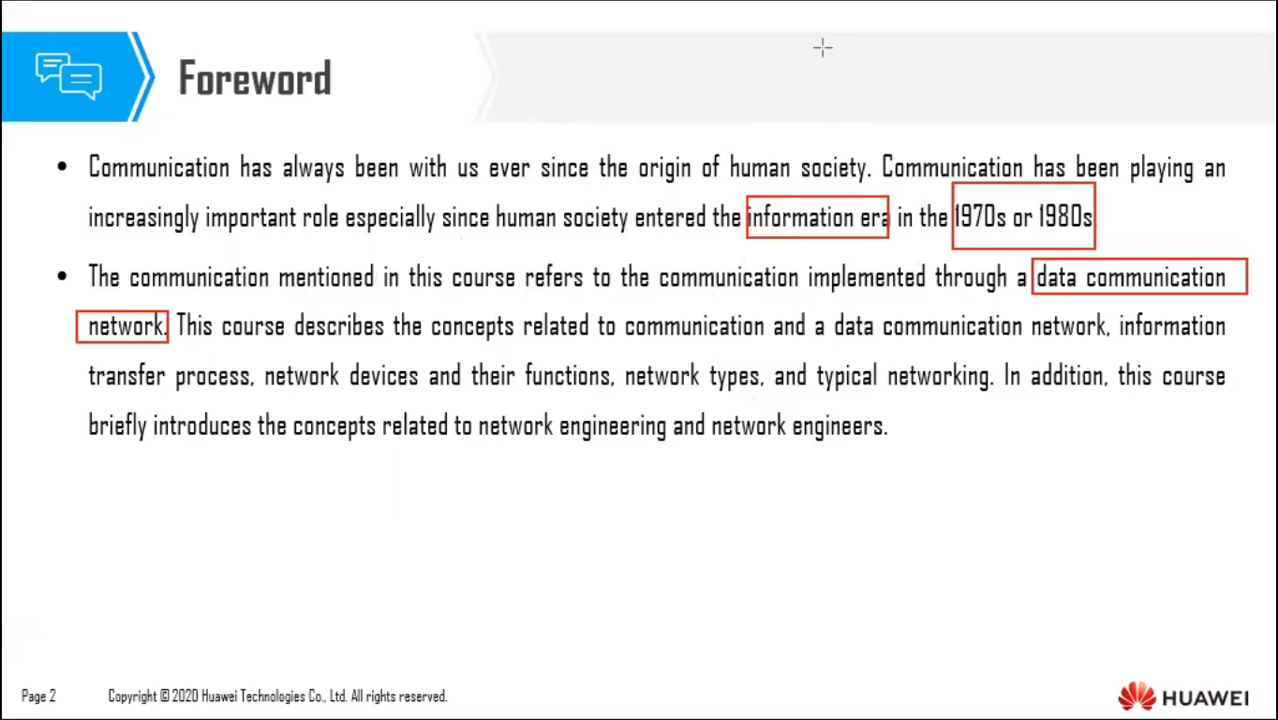 Foreword
• Communication has always been with us ever since the origin of human society. Communication has been playing an
increasingly important role especially since human society entered the information era in the 1970s or 1980s.
• The communication mentioned in this course refers to the communication implemented through a data communication
network. This course describes the concepts related to communication and a data communication network, information
transfer process, network devices and their functions, network types, and typical networking. In addition, this course
briefly introduces the concepts related to network engineering and network engineers.
Page 2 Copyright © 2020 Huawei Technologies Co., Ltd. All rights reserved.
HUAWEI